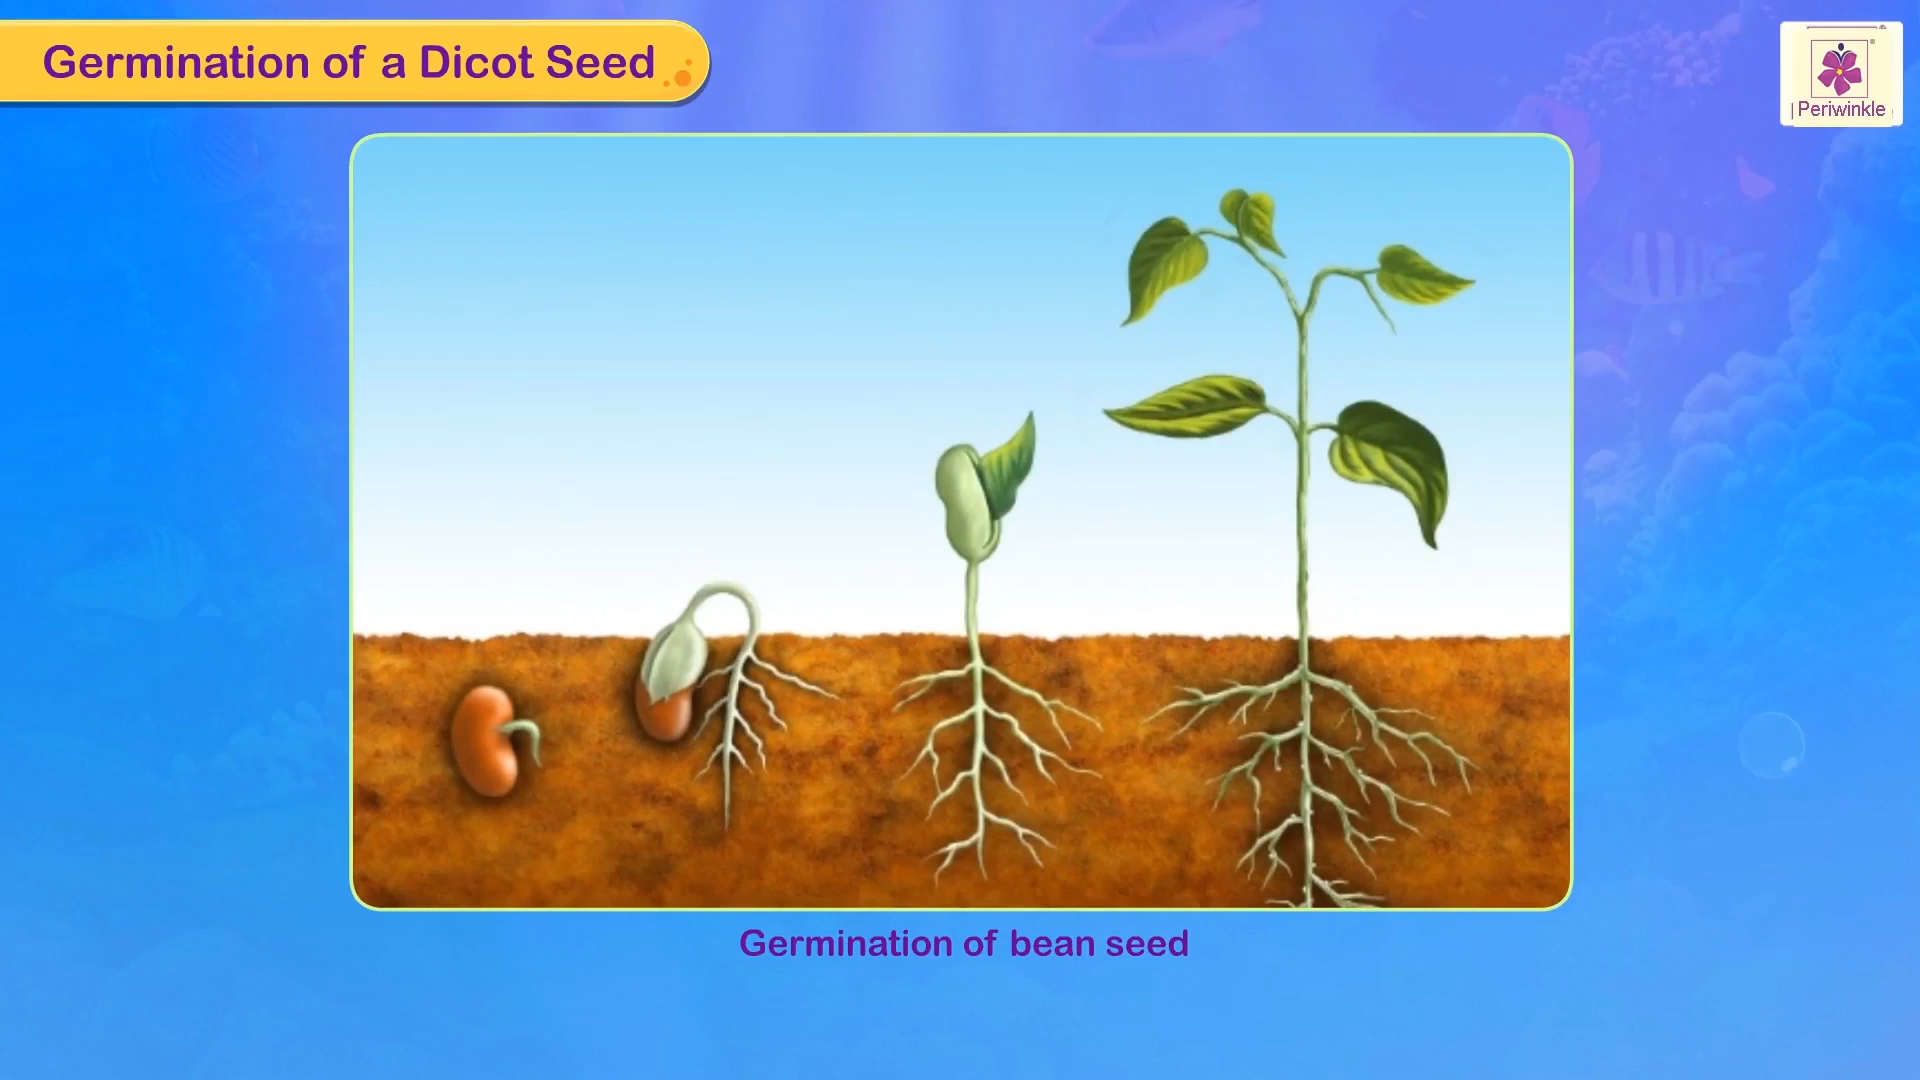 Germination of a Dicot Seed
Periwinkle
Germination of bean seed